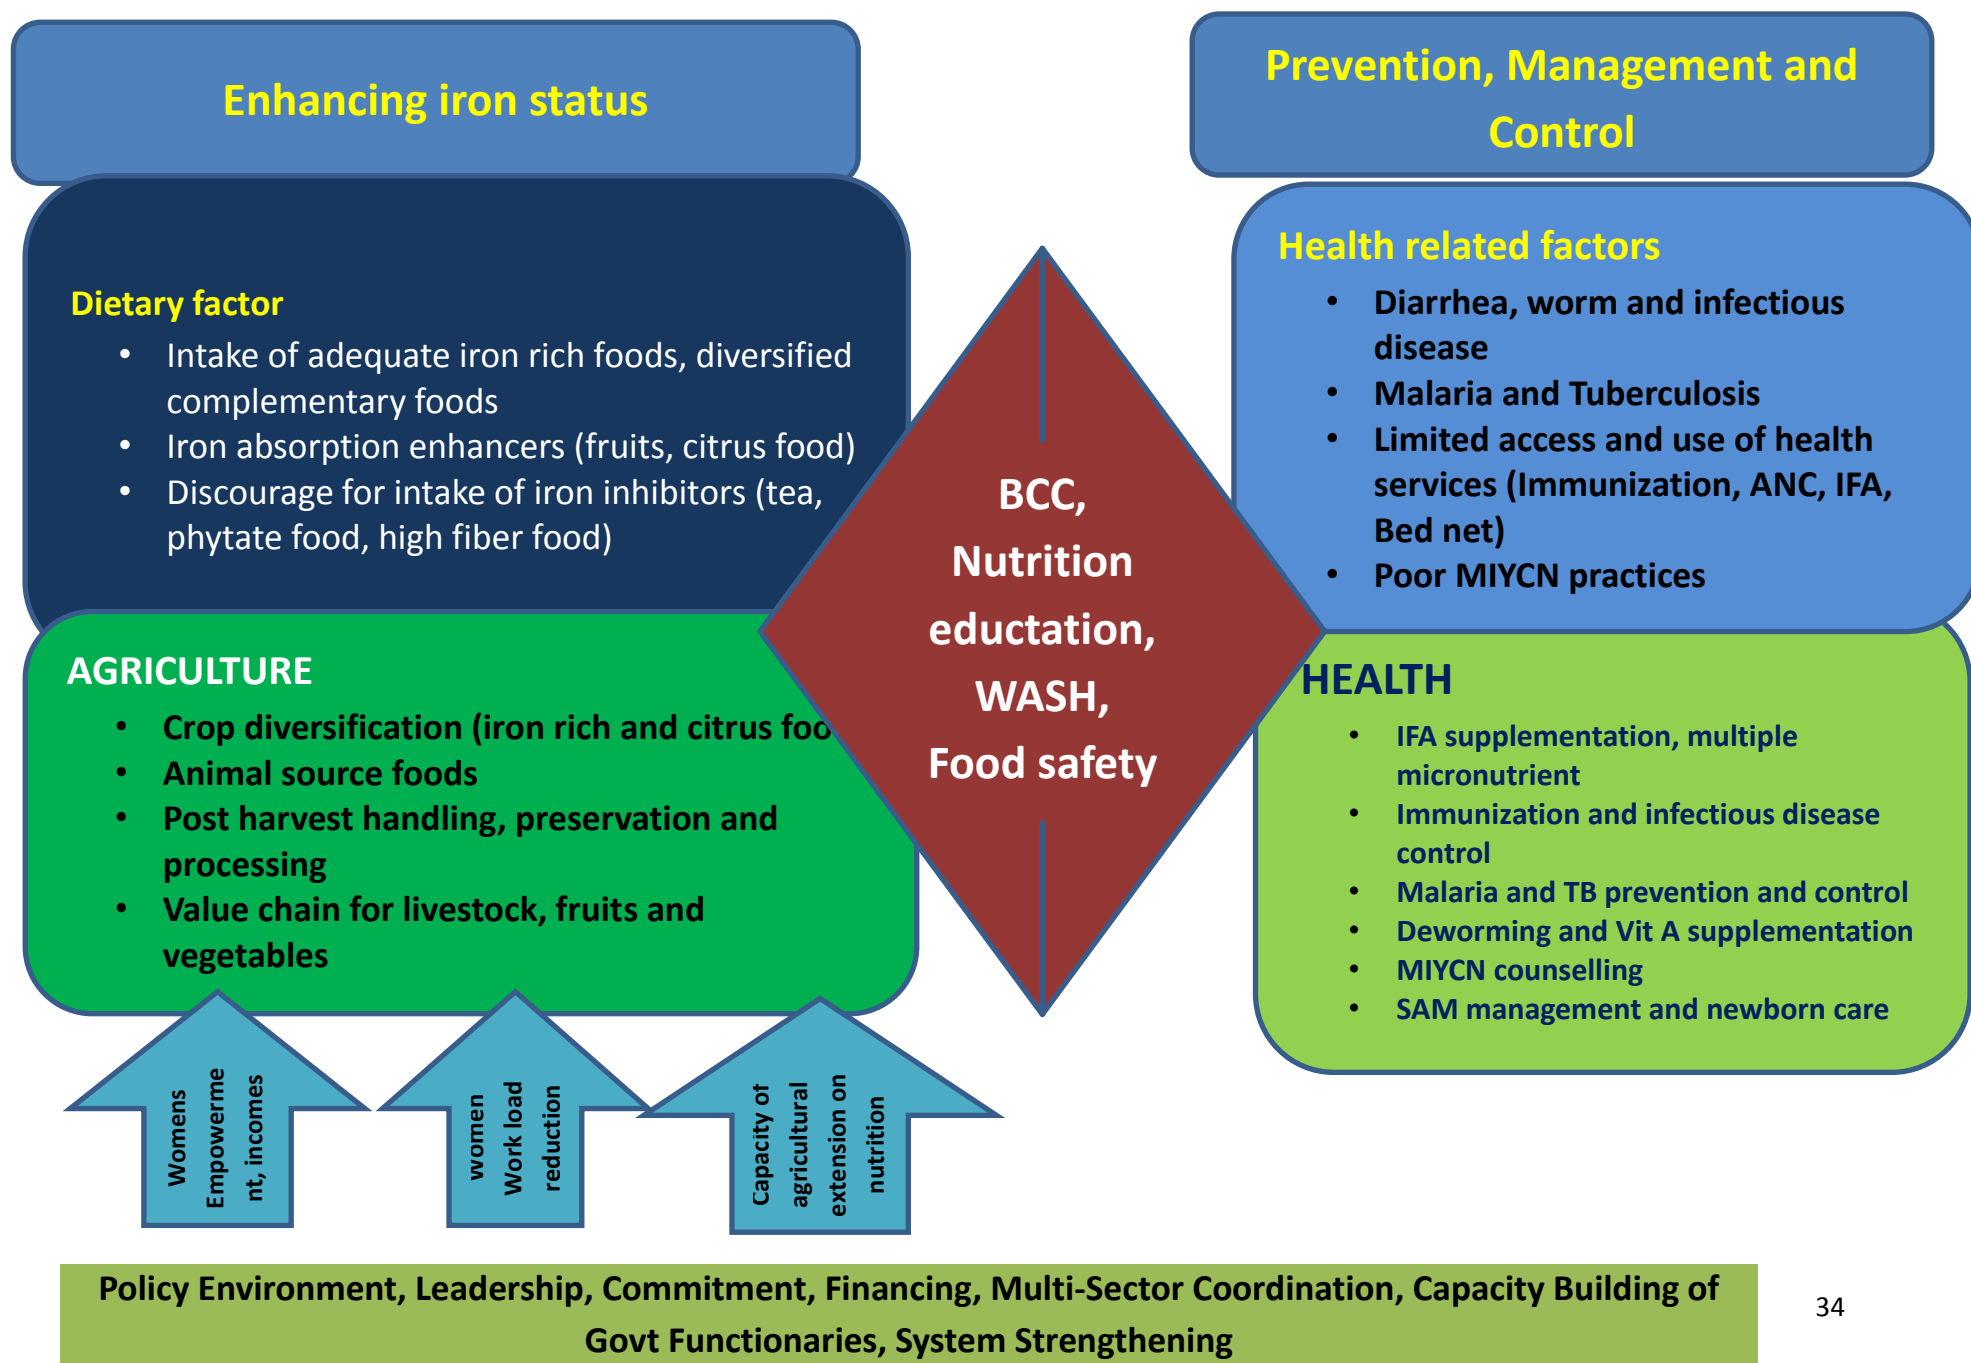 Enhancing iron status
Dietary factor
• Intake of adequate iron rich foods, diversified
complementary foods
• Iron absorption enhancers (fruits, citrus food)
• Discourage for intake of iron inhibitors (tea,
phytate food, high fiber food)
AGRICULTURE
• Crop diversification (iron rich and citrus foo
• Animal source foods
• Post harvest handling, preservation and
processing
• Value chain for livestock, fruits and
vegetables
Womens
Empowerme
nt, incomes
women
Work load
reduction
Capacity of
agricultural
extension on
nutrition
BCC,
Nutrition
eductation,
WASH,
Food safety
Prevention, Management and
Control
Health related factors
• Diarrhea, worm and infectious
disease
• Malaria and Tuberculosis
• Limited access and use of health
services (Immunization, ANC, IFA,
Bed net)
• Poor MIYCN practices
HEALTH
• IFA supplementation, multiple
micronutrient
• Immunization and infectious disease
control
• Malaria and TB prevention and control
• Deworming and Vit A supplementation
• MIYCN counselling
• SAM management and newborn care
Policy Environment, Leadership, Commitment, Financing, Multi-Sector Coordination, Capacity Building of
Govt Functionaries, System Strengthening
34